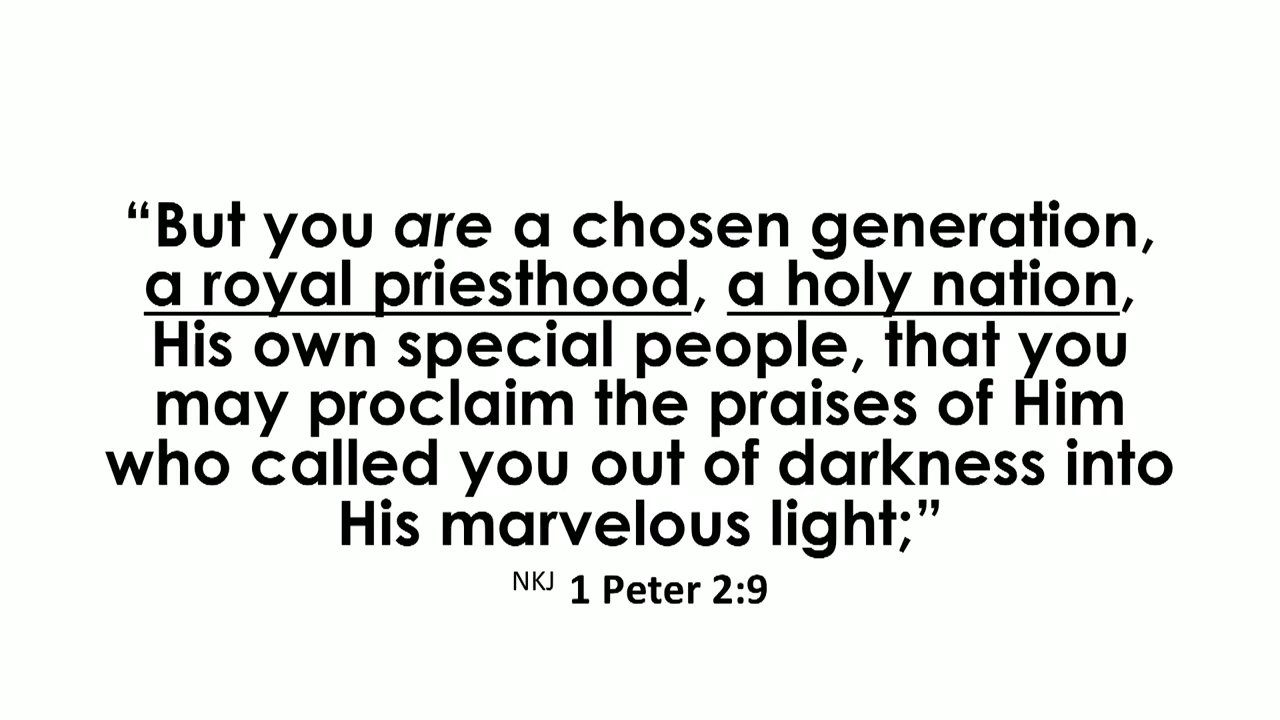 “But you are a chosen generation,
a royal priesthood, a holy nation,
His own special people, that you
may proclaim the praises of Him
who called you out of darkness into
His marvelous light;”
NKJ 1 Peter 2:9